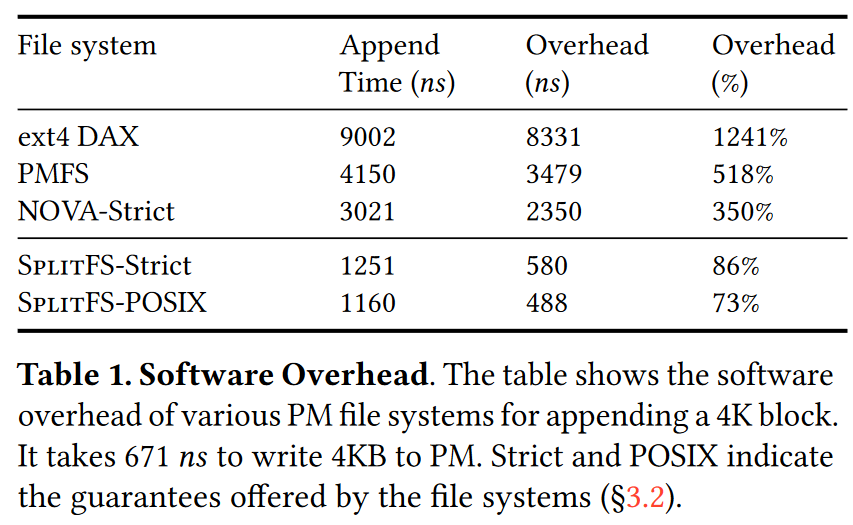 File system Append Overhead Overhead
Time (ns) (ns) (%)
ext4 DAX 9002 8331 1241%
PMFS 4150 3479 518%
NOVA-Strict 3021 2350 350%
SplitFS-Strict 1251 580 86%
SplitFS-POSIX 1160 488 73%
Table 1. Software Overhead. The table shows the software
overhead of various PM file systems for appending a 4K block.
It takes 671 ns to write 4KB to PM. Strict and POSIX indicate
the guarantees offered by the file systems (§3.2).